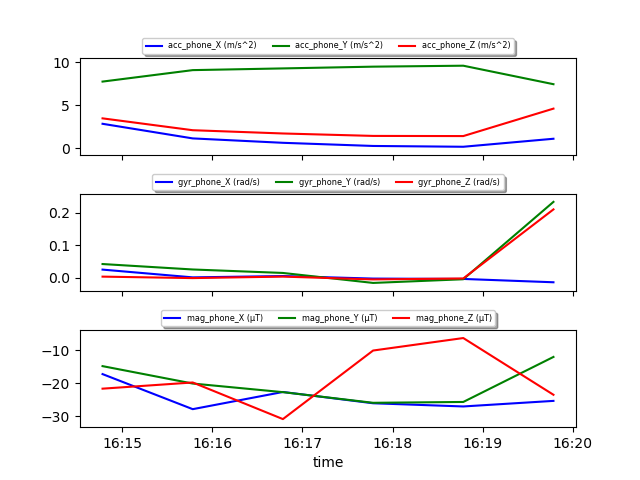 acc_phone_X (m/s^2) acc_phone_Y (m/s^2) acc_phone_Z (m/s^2)
10
5
0
gyr_phone_X (rad/s) gyr_phone_Y (rad/s) gyr_phone_Z (rad/s)
0.2
0.1
0.0
mag_phone_X (μT) mag_phone_Y (μT) mag_phone_Z (μT)
−10
−20
−30
16:15 16:16 16:17 16:18 16:19 16:20
time